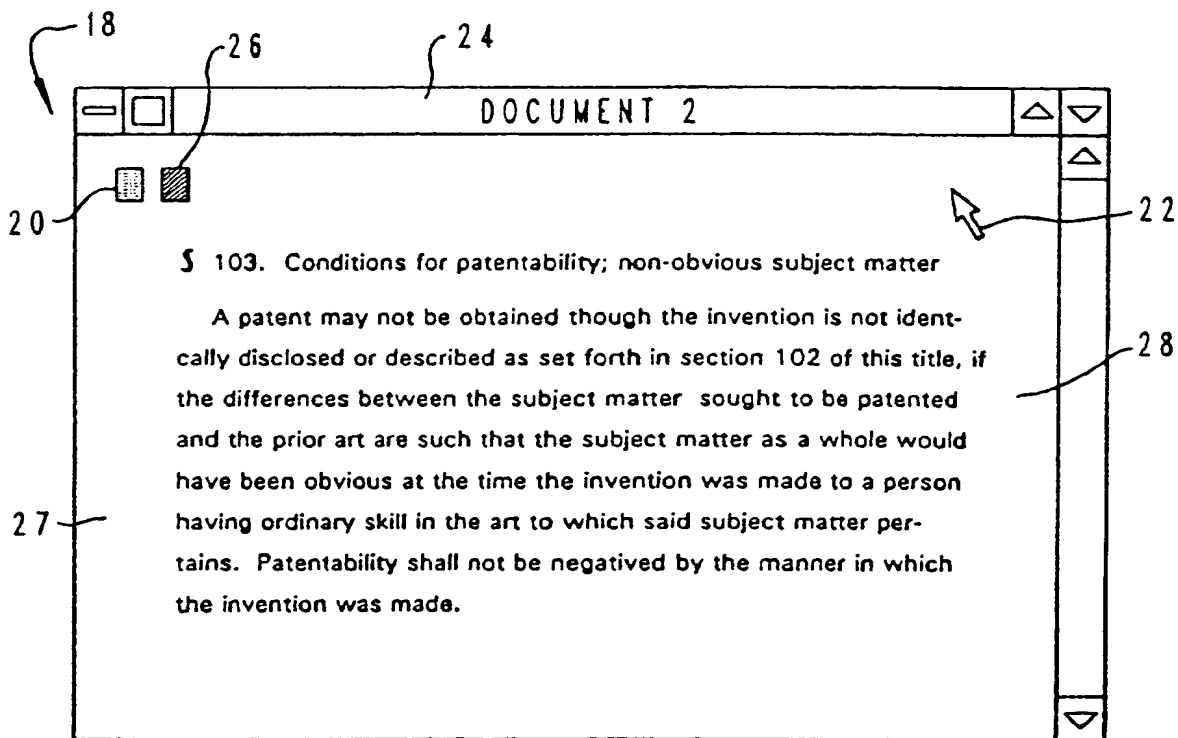 18
26
24
DOCUMENT 2
20
22
§ 103. Conditions for patentability; non-obvious subject matter
A patent may not be obtained though the invention is not ident-
cally disclosed or described as set forth in section 102 of this title, if
the differences between the subject matter sought to be patented
and the prior art are such that the subject matter as a whole would
have been obvious at the time the invention was made to a person
having ordinary skill in the art to which said subject matter per-
tains. Patentability shall not be negatived by the manner in which
the invention was made.
28
27